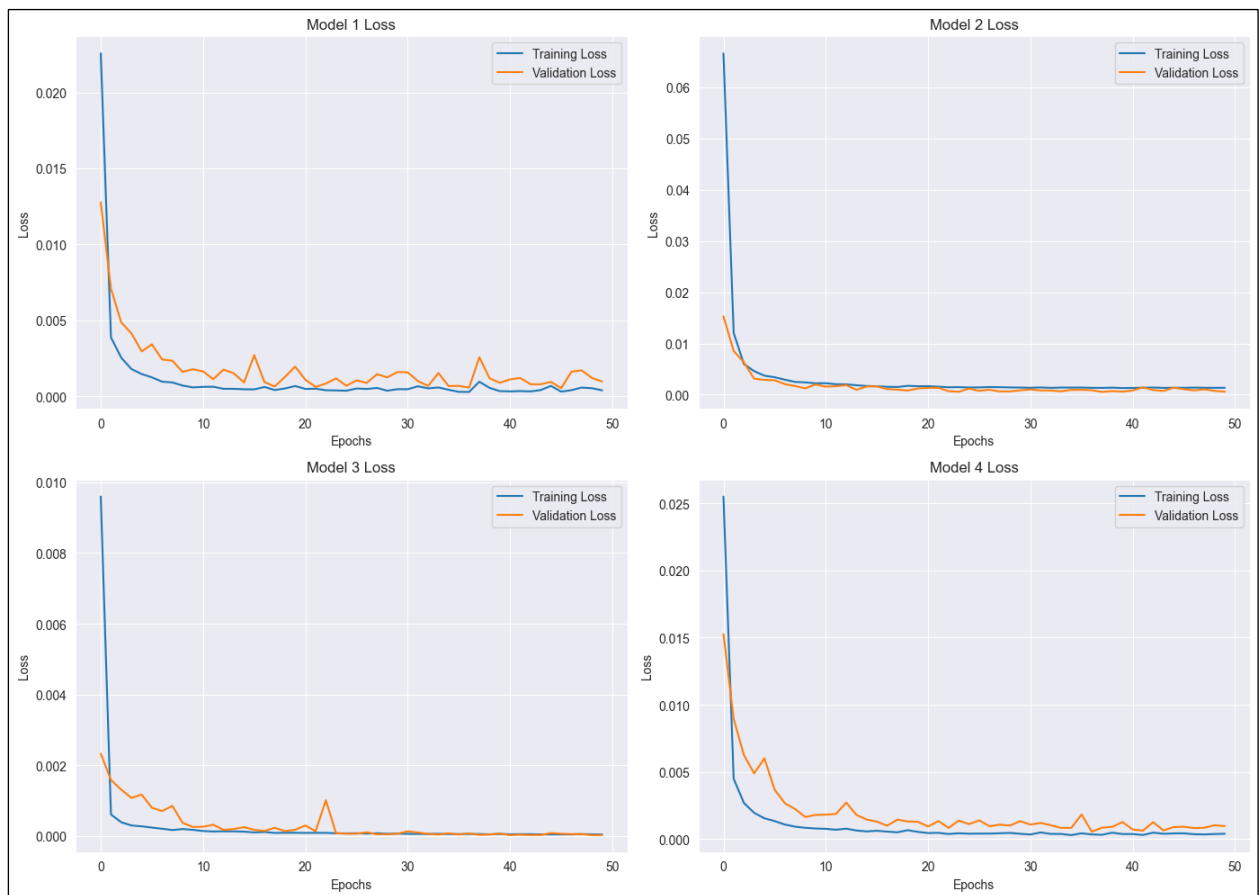 Model 1 Loss
Training Loss
Validation Loss
0.020
0.015
0.010
0.005
0.000
Loss
0
10
20
30
40
50
Epochs
Model 2 Loss
Training Loss
Validation Loss
0.06
0.05
0.04
0.03
0.02
0.01
0.00
Loss
0
10
20
30
40
50
Epochs
Model 3 Loss
Training Loss
Validation Loss
0.010
0.008
0.006
0.004
0.002
0.000
Loss
0
10
20
30
40
50
Epochs
Model 4 Loss
Training Loss
Validation Loss
0.025
0.020
0.015
0.010
0.005
0.000
Loss
0
10
20
30
40
50
Epochs